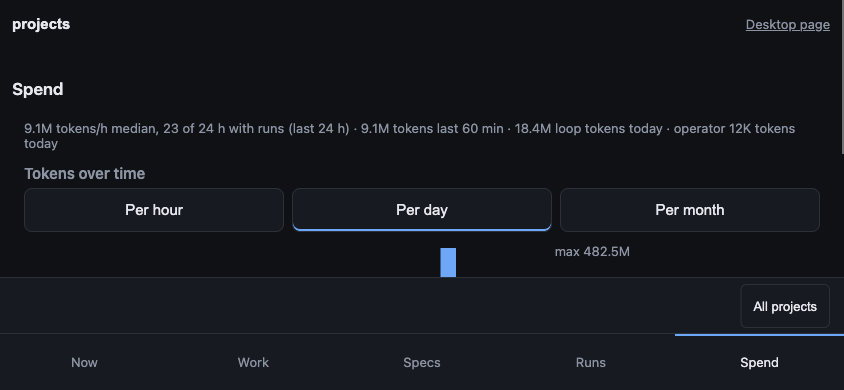 projects
Desktop page
Spend
9.1M tokens/h median, 23 of 24 h with runs (last 24 h) · 9.1M tokens last 60 min · 18.4M loop tokens today · operator 12K tokens
today
Tokens over time
Per hour
Per day
Per month
max 482.5M
All projects
Now
Work
Specs
Runs
Spend